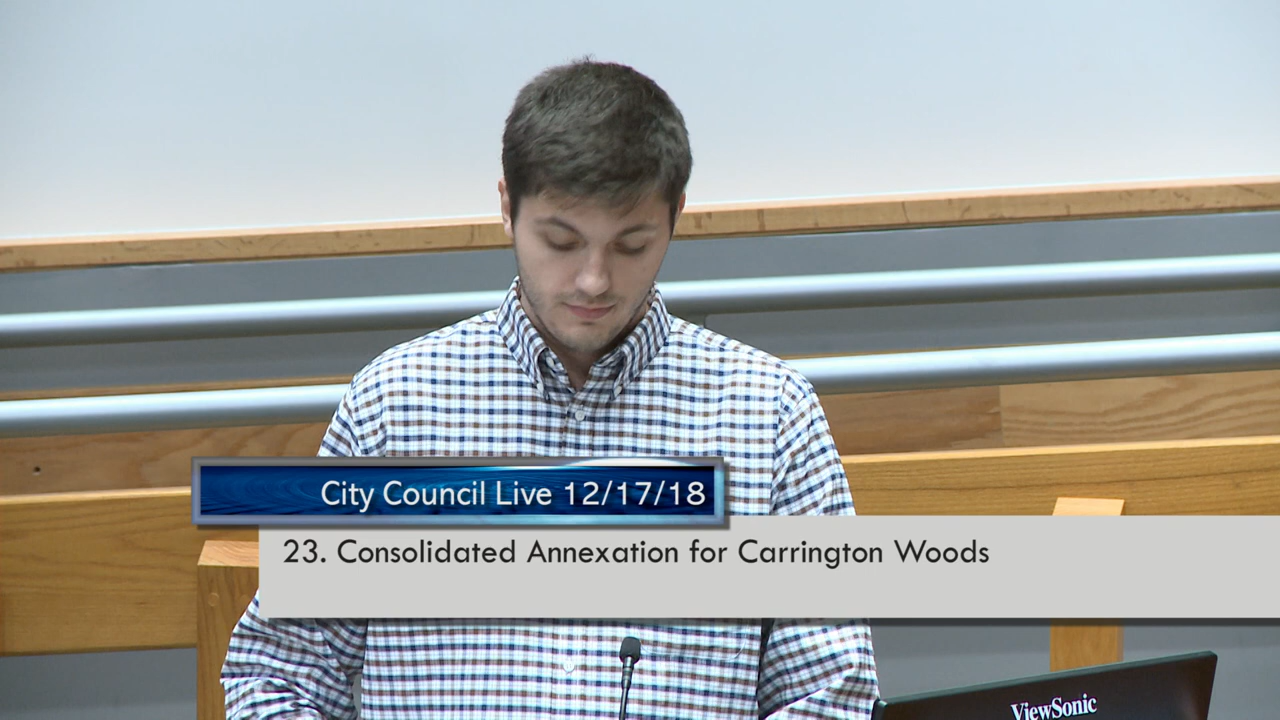 City Council Live 12/17/18
23. Consolidated Annexation for Carrington Woods
ViewSonic